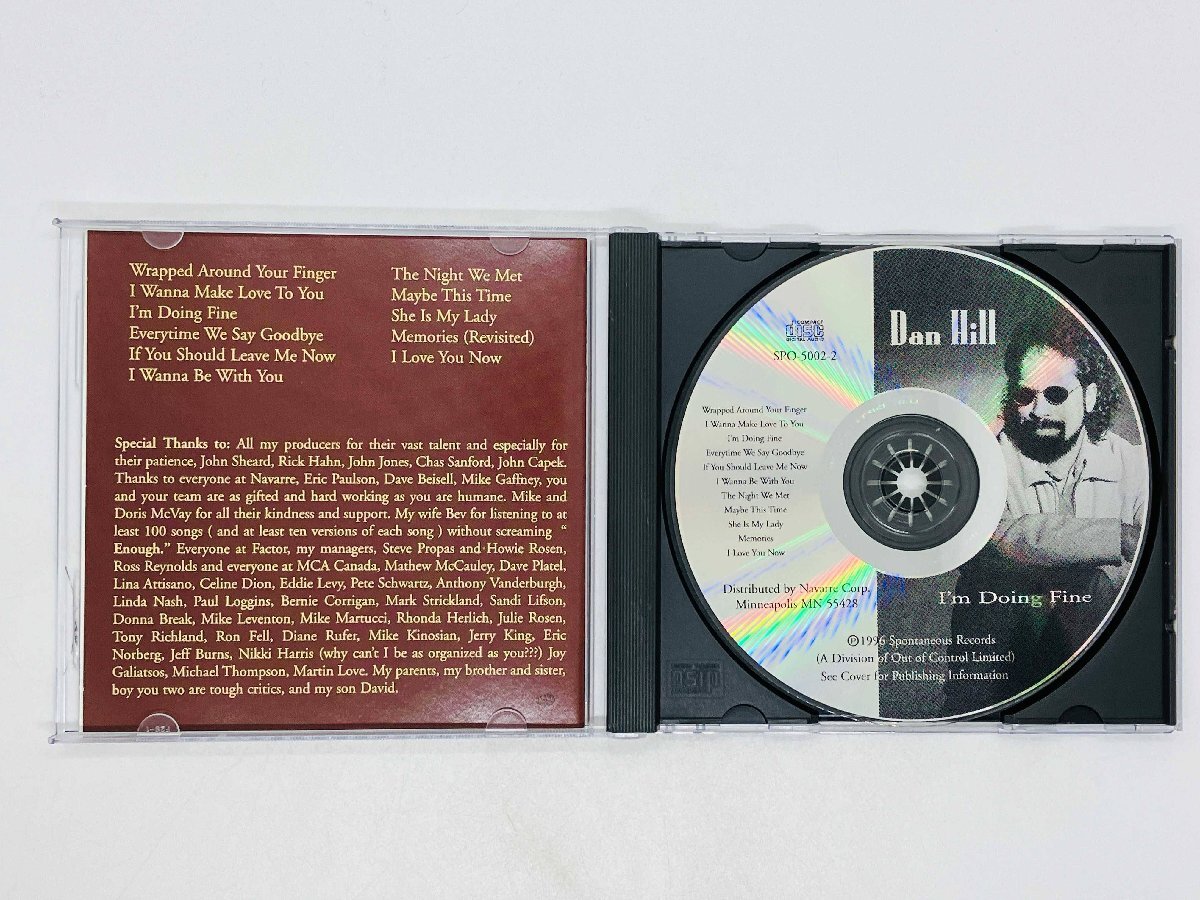 Wrapped Around Your Finger
I Wanna Make Love To You
I'm Doing Fine
Everytime We Say Goodbye
If You Should Leave Me Now
I Wanna Be With You
The Night We Met
Maybe This Time
She Is My Lady
Memories (Revisited)
I Love You Now
Special Thanks to: All my producers for their vast talent and especially for
their patience, John Sheard, Rick Hahn, John Jones, Chas Sanford, John Capek.
Thanks to everyone at Navarre, Eric Paulson, Dave Beisell, Mike Gaffney, you
and your team are as gifted and hard working as you are humane. Mike and
Doris McVay for all their kindness and support. My wife Bev for listening to at
least 100 songs ( and at least ten versions of each song ) without screaming "
Enough." Everyone at Factor, my managers, Steve Propas and Howie Rosen,
Ross Reynolds and everyone at MCA Canada, Mathew McCauley, Dave Platel,
Lina Attisano, Celine Dion, Eddie Levy, Pete Schwartz, Anthony Vanderburgh,
Linda Nash, Paul Loggins, Bernie Corrigan, Mark Strickland, Sandi Lifson,
Donna Break, Mike Leventon, Mike Martucci, Rhonda Herlich, Julie Rosen,
Tony Richland, Ron Fell, Diane Rufer, Mike Kinosian, Jerry King, Eric
Norberg, Jeff Burns, Nikki Harris (why can't I be as organized as you???) Joy
Galiatsos, Michael Thompson, Martin Love. My parents, my brother and sister,
boy you two are tough critics, and my son David.
COMPACT
disc
DIGITAL AUDIO
SPO-5002-2
Dan Hill
Wrapped Around Your Finger
I Wanna Make Love To You
I'm Doing Fine
Everytime We Say Goodbye
If You Should Leave Me Now
I Wanna Be With You
The Night We Met
Maybe This Time
She Is My Lady
Memories
I Love You Now
Distributed by Navarre Corp,
Minneapolis MN 55428
I'm Doing Fine
Ⓟ1996 Spontaneous Records
(A Division of Out of Control Limited)
See Cover for Publishing Information
disc